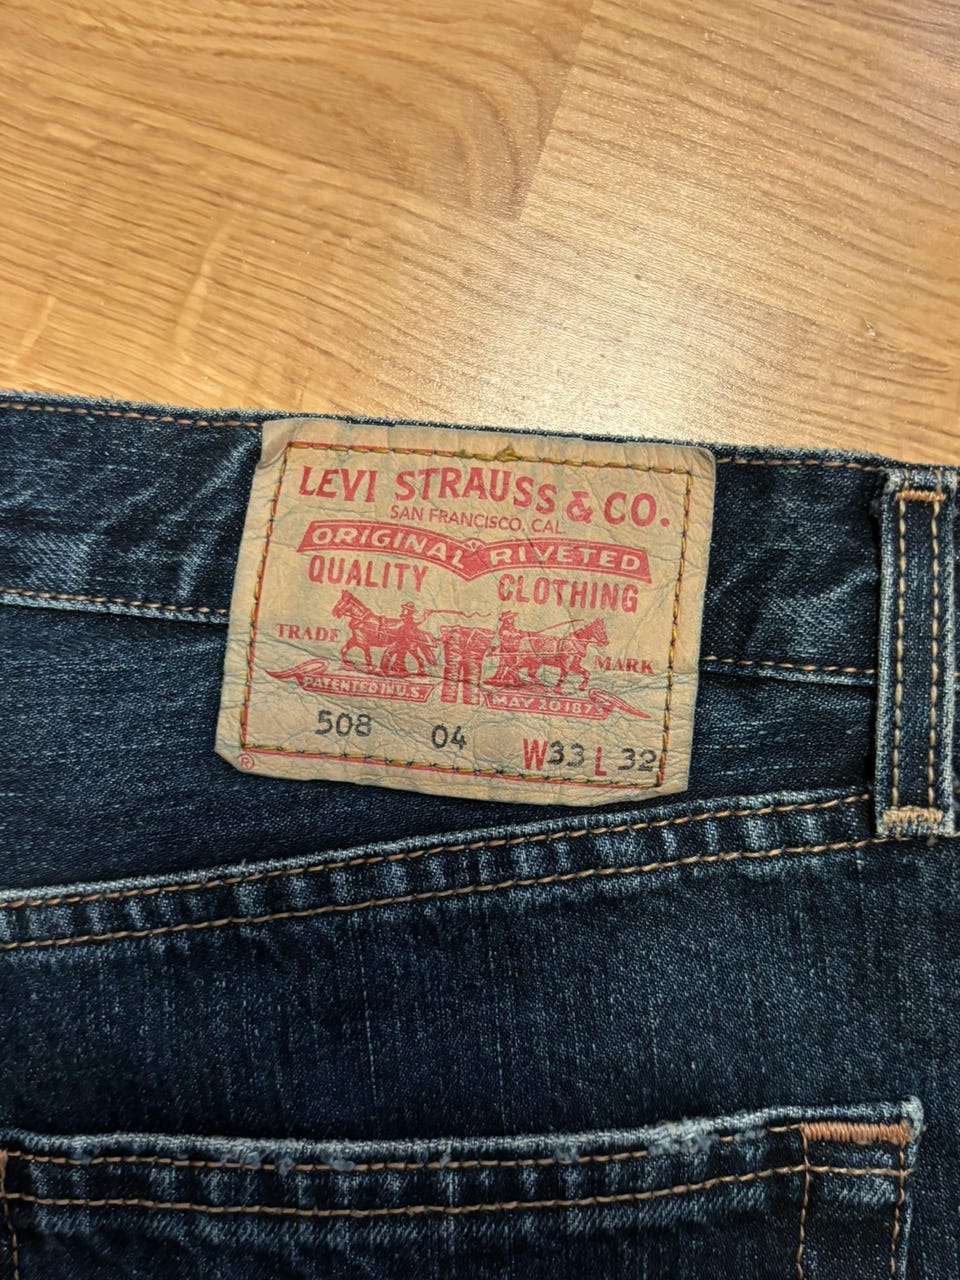 LEVI STRAUSS & CO.
SAN FRANCISCO, CAL.
ORIGINAL RIVETED
QUALITY CLOTHING
TRADE MARK
PATENTED IN U.S. MAY 20 187
508 04 W33 L 32
®